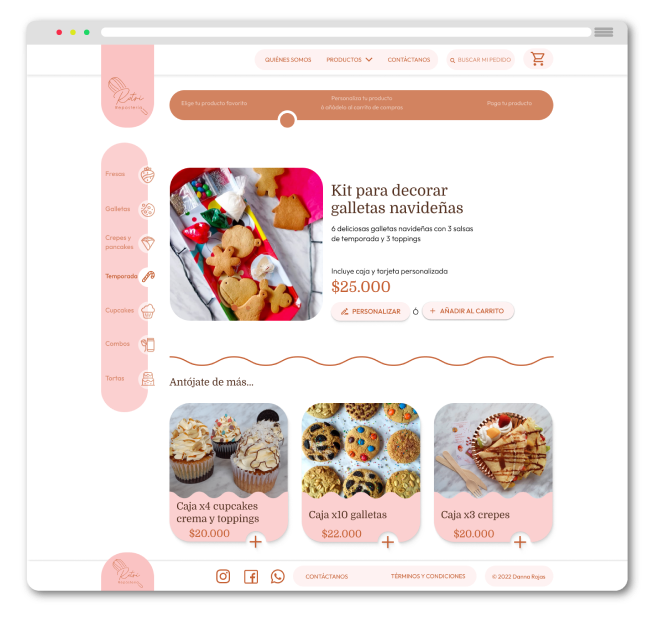 QUIÉNES SOMOS PRODUCTOS CONTÁCTANOS BUSCAR MI PEDIDO
Ritri
REPOSTERÍA
Elige tu producto favorito
Personaliza tu producto
ó añádelo al carrito de compras
Paga tu producto
Fresas
Galletas
Crepes y
pancakes
Temporada
Cupcakes
Combos
Tortas
Kit para decorar
galletas navideñas
6 deliciosas galletas navideñas con 3 salsas
de temporada y 3 toppings
Incluye caja y tarjeta personalizada
$25.000
PERSONALIZAR Ó + AÑADIR AL CARRITO
Antójate de más...
Caja x4 cupcakes
crema y toppings
$20.000
+
Caja x10 galletas
$22.000
+
Caja x3 crepes
$20.000
+
Ritri
REPOSTERÍA
CONTÁCTANOS TÉRMINOS Y CONDICIONES © 2022 Danna Rojas